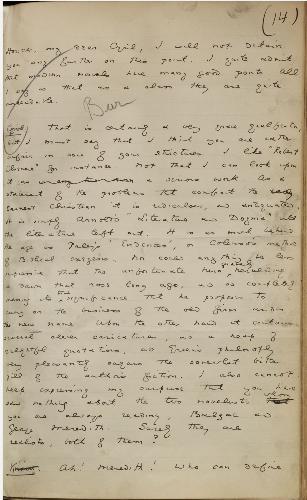 (14)
However, my dear Cyril, I will not detain
you any further on this point. I quite admit
that modern novels have many good points. All
I say is that as a class they are quite
unreadable.
Cyril. That is certainly a very grave qualification,
but I must say that I think you are rather
unfair in some of your strictures. I like "Robert
Elsmere" for instance. Not that I can look upon
it as a serious work. As a
statement of the problems that confront the
earnest Christian it is ridiculous, and antiquated.
It is simply Arnold's "Literature and Dogma" with
the literature left out. It is as much behind
the age as Paley's "Evidences", or Colenso's method
of Biblical exegesis. Nor could anything be less
impressive than the unfortunate hero, gravely heralding
a dawn that rose long ago, and so completely
missing its true significance that he proposes to
carry on the business of the old firm under
the new name. Upon the other hand it contains
several clever caricatures, and a heap of
delightful quotations, and Green's philosophy
very pleasantly sugars the somewhat bitter
pill of the author's fiction. I also cannot
help expressing my surprise that you have
said nothing about the two novelists whom
you are always reading, Balzac and
George Meredith. Surely they are
realists, both of them?
Ah! Meredith! Who can define